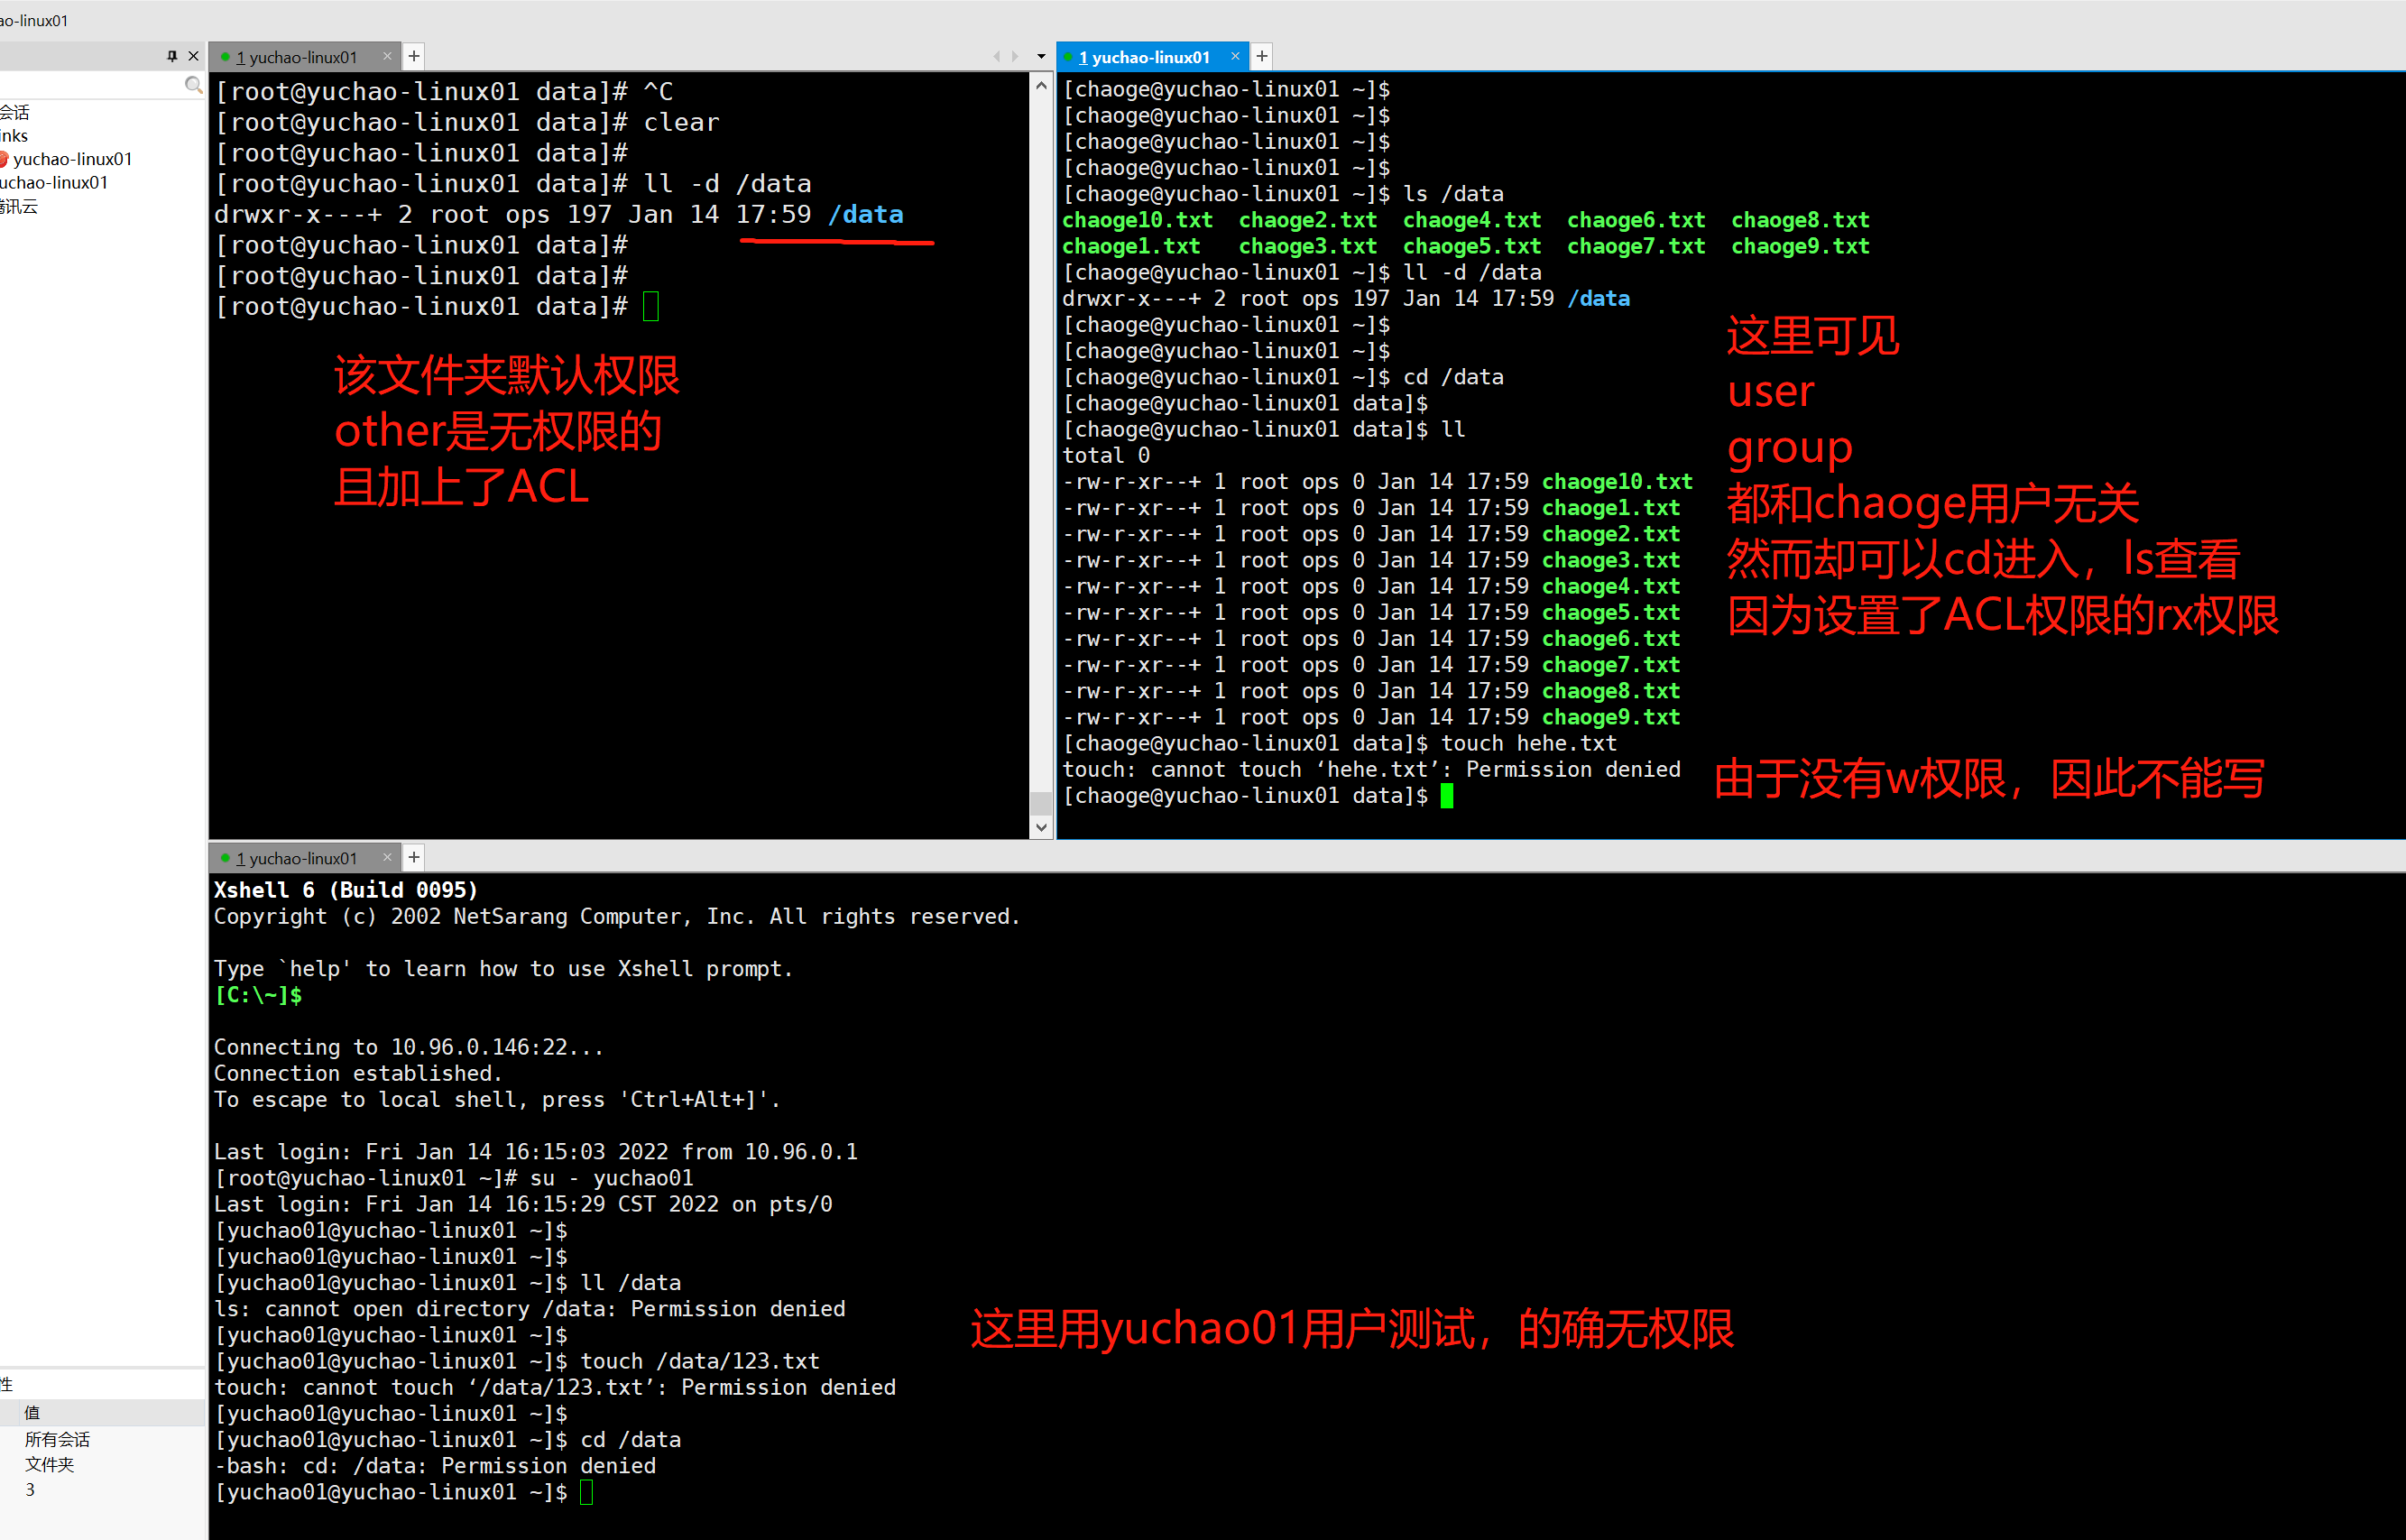 ao-linux01
会话
inks
yuchao-linux01
uchao-linux01
腾讯云
性
值
所有会话
文件夹
3
1 yuchao-linux01
[root@yuchao-linux01 data]# ^C
[root@yuchao-linux01 data]# clear
[root@yuchao-linux01 data]#
[root@yuchao-linux01 data]# ll -d /data
drwxr-x---+ 2 root ops 197 Jan 14 17:59 /data
[root@yuchao-linux01 data]#
[root@yuchao-linux01 data]#
[root@yuchao-linux01 data]#
该文件夹默认权限
other是无权限的
且加上了ACL
1 yuchao-linux01
[chaoge@yuchao-linux01 ~]$
[chaoge@yuchao-linux01 ~]$
[chaoge@yuchao-linux01 ~]$
[chaoge@yuchao-linux01 ~]$
[chaoge@yuchao-linux01 ~]$ ls /data
chaoge10.txt chaoge2.txt chaoge4.txt chaoge6.txt chaoge8.txt
chaoge1.txt chaoge3.txt chaoge5.txt chaoge7.txt chaoge9.txt
[chaoge@yuchao-linux01 ~]$ ll -d /data
drwxr-x---+ 2 root ops 197 Jan 14 17:59 /data
[chaoge@yuchao-linux01 ~]$
[chaoge@yuchao-linux01 ~]$
[chaoge@yuchao-linux01 ~]$ cd /data
[chaoge@yuchao-linux01 data]$
[chaoge@yuchao-linux01 data]$ ll
total 0
-rw-r-xr--+ 1 root ops 0 Jan 14 17:59 chaoge10.txt
-rw-r-xr--+ 1 root ops 0 Jan 14 17:59 chaoge1.txt
-rw-r-xr--+ 1 root ops 0 Jan 14 17:59 chaoge2.txt
-rw-r-xr--+ 1 root ops 0 Jan 14 17:59 chaoge3.txt
-rw-r-xr--+ 1 root ops 0 Jan 14 17:59 chaoge4.txt
-rw-r-xr--+ 1 root ops 0 Jan 14 17:59 chaoge5.txt
-rw-r-xr--+ 1 root ops 0 Jan 14 17:59 chaoge6.txt
-rw-r-xr--+ 1 root ops 0 Jan 14 17:59 chaoge7.txt
-rw-r-xr--+ 1 root ops 0 Jan 14 17:59 chaoge8.txt
-rw-r-xr--+ 1 root ops 0 Jan 14 17:59 chaoge9.txt
[chaoge@yuchao-linux01 data]$ touch hehe.txt
touch: cannot touch ‘hehe.txt’: Permission denied
[chaoge@yuchao-linux01 data]$
这里可见
user
group
都和chaoge用户无关
然而却可以cd进入，ls查看
因为设置了ACL权限的rx权限
由于没有w权限，因此不能写
1 yuchao-linux01
Xshell 6 (Build 0095)
Copyright (c) 2002 NetSarang Computer, Inc. All rights reserved.
Type `help' to learn how to use Xshell prompt.
[C:\~]$
Connecting to 10.96.0.146:22...
Connection established.
To escape to local shell, press 'Ctrl+Alt+]'.
Last login: Fri Jan 14 16:15:03 2022 from 10.96.0.1
[root@yuchao-linux01 ~]# su - yuchao01
Last login: Fri Jan 14 16:15:29 CST 2022 on pts/0
[yuchao01@yuchao-linux01 ~]$
[yuchao01@yuchao-linux01 ~]$
[yuchao01@yuchao-linux01 ~]$ ll /data
ls: cannot open directory /data: Permission denied
[yuchao01@yuchao-linux01 ~]$
[yuchao01@yuchao-linux01 ~]$ touch /data/123.txt
touch: cannot touch ‘/data/123.txt’: Permission denied
[yuchao01@yuchao-linux01 ~]$
[yuchao01@yuchao-linux01 ~]$ cd /data
-bash: cd: /data: Permission denied
[yuchao01@yuchao-linux01 ~]$
这里用yuchao01用户测试，的确无权限